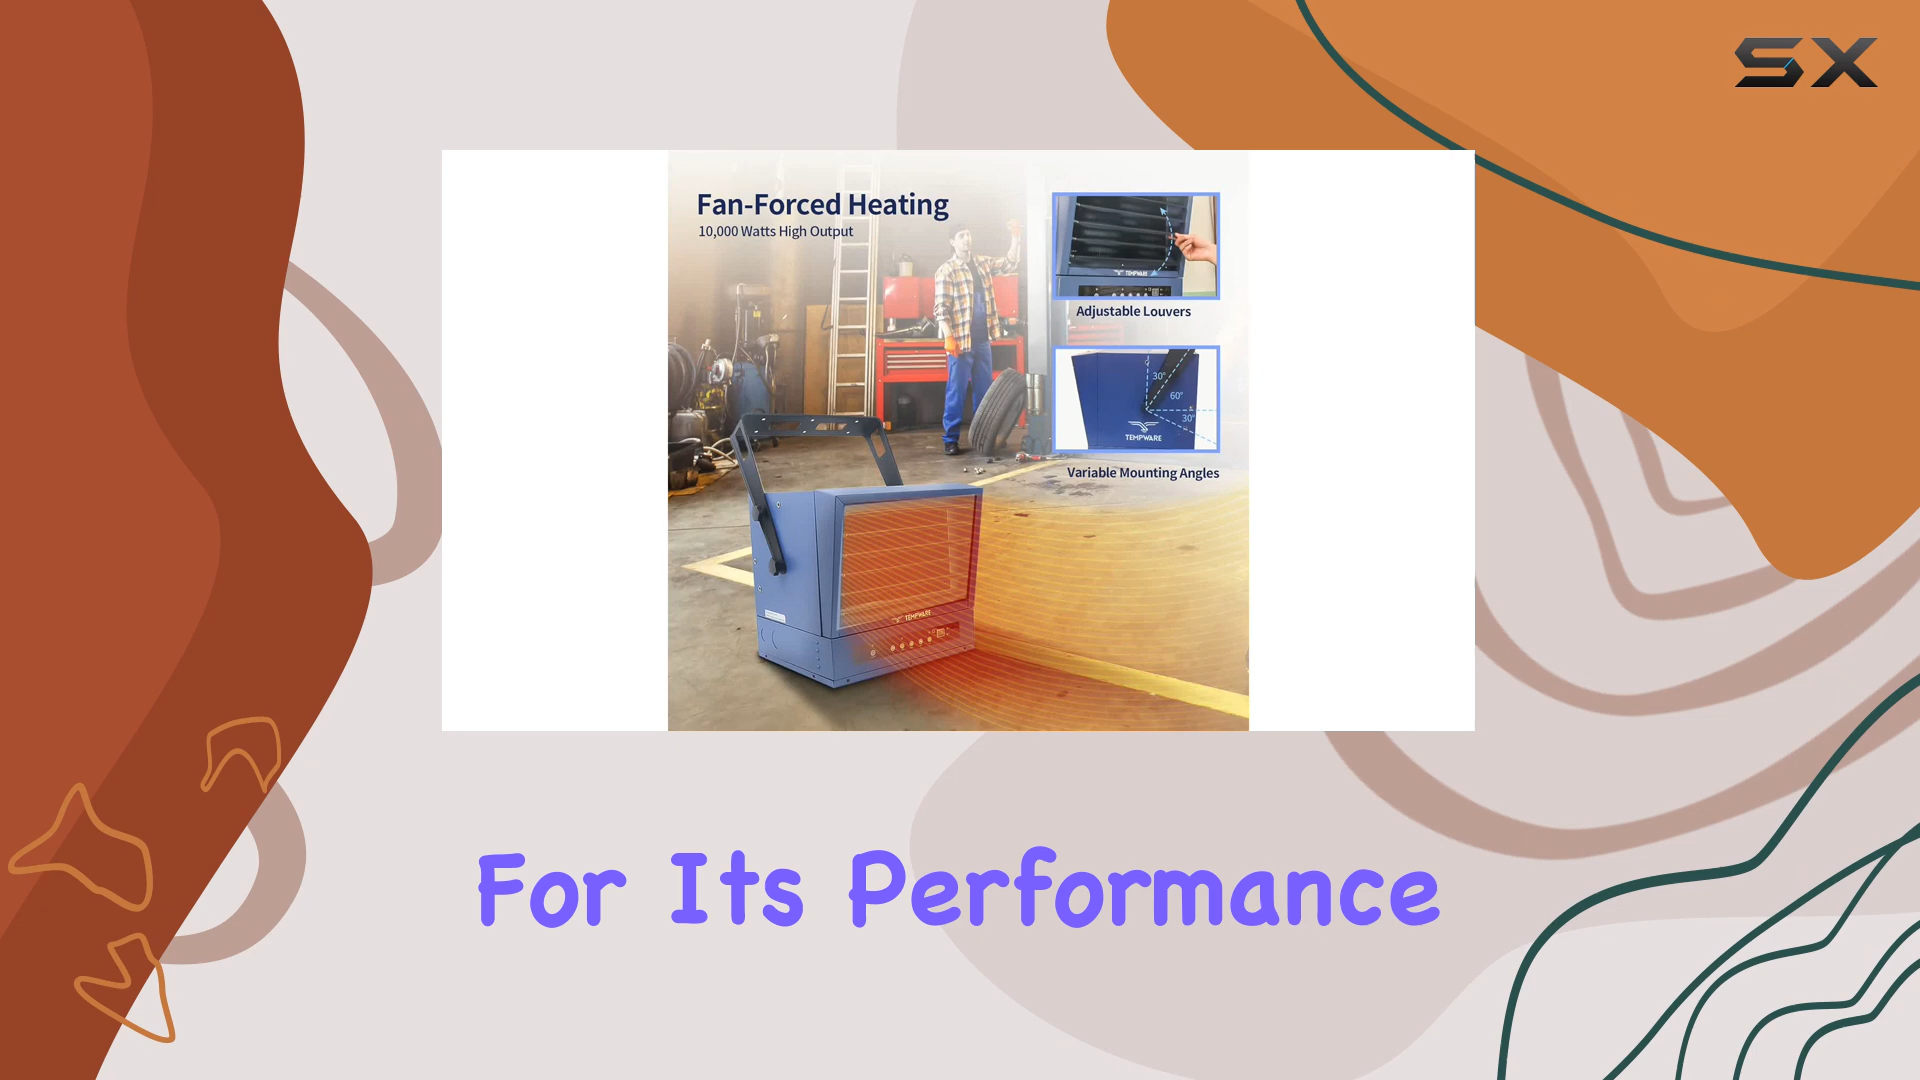 SX
Fan-Forced Heating
10,000 Watts High Output
TEMPWARE
Adjustable Louvers
30°
60°
30°
TEMPWARE
Variable Mounting Angles
TEMPWARE
For Its Performance